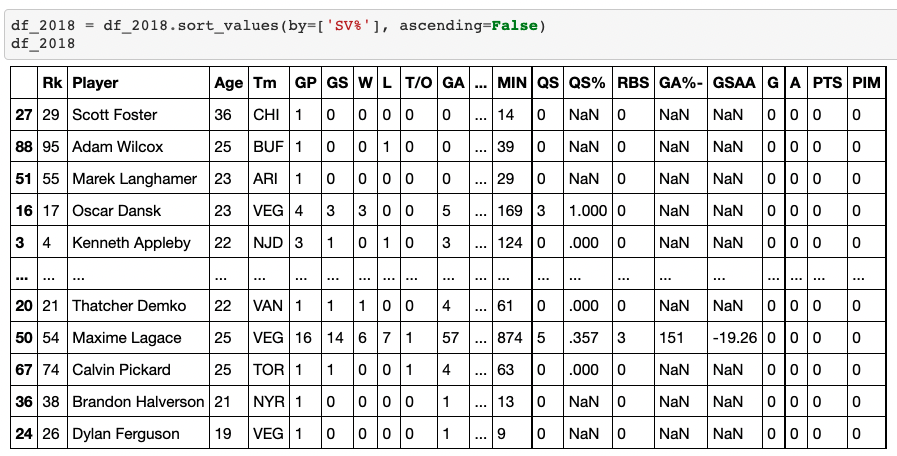 df_2018 = df_2018.sort_values(by=['SV%'], ascending=False)
df_2018
Rk Player Age Tm GP GS W L T/O GA ... MIN QS QS% RBS GA%- GSAA G A PTS PIM
27 29 Scott Foster 36 CHI 1 0 0 0 0 0 ... 14 0 NaN 0 NaN NaN 0 0 0 0
88 95 Adam Wilcox 25 BUF 1 0 0 1 0 0 ... 39 0 NaN 0 NaN NaN 0 0 0 0
51 55 Marek Langhamer 23 ARI 1 0 0 0 0 0 ... 29 0 NaN 0 NaN NaN 0 0 0 0
16 17 Oscar Dansk 23 VEG 4 3 3 0 0 5 ... 169 3 1.000 0 NaN NaN 0 0 0 0
3 4 Kenneth Appleby 22 NJD 3 1 0 1 0 3 ... 124 0 .000 0 NaN NaN 0 0 0 0
... ... ... ... ... ... ... ... ... ... ... ... ... ... ... ... ... ... ... ... ... ...
20 21 Thatcher Demko 22 VAN 1 1 1 0 0 4 ... 61 0 .000 0 NaN NaN 0 0 0 0
50 54 Maxime Lagace 25 VEG 16 14 6 7 1 57 ... 874 5 .357 3 151 -19.26 0 0 0 0
67 74 Calvin Pickard 25 TOR 1 1 0 0 1 4 ... 63 0 .000 0 NaN NaN 0 0 0 0
36 38 Brandon Halverson 21 NYR 1 0 0 0 0 1 ... 13 0 NaN 0 NaN NaN 0 0 0 0
24 26 Dylan Ferguson 19 VEG 1 0 0 0 0 1 ... 9 0 NaN 0 NaN NaN 0 0 0 0